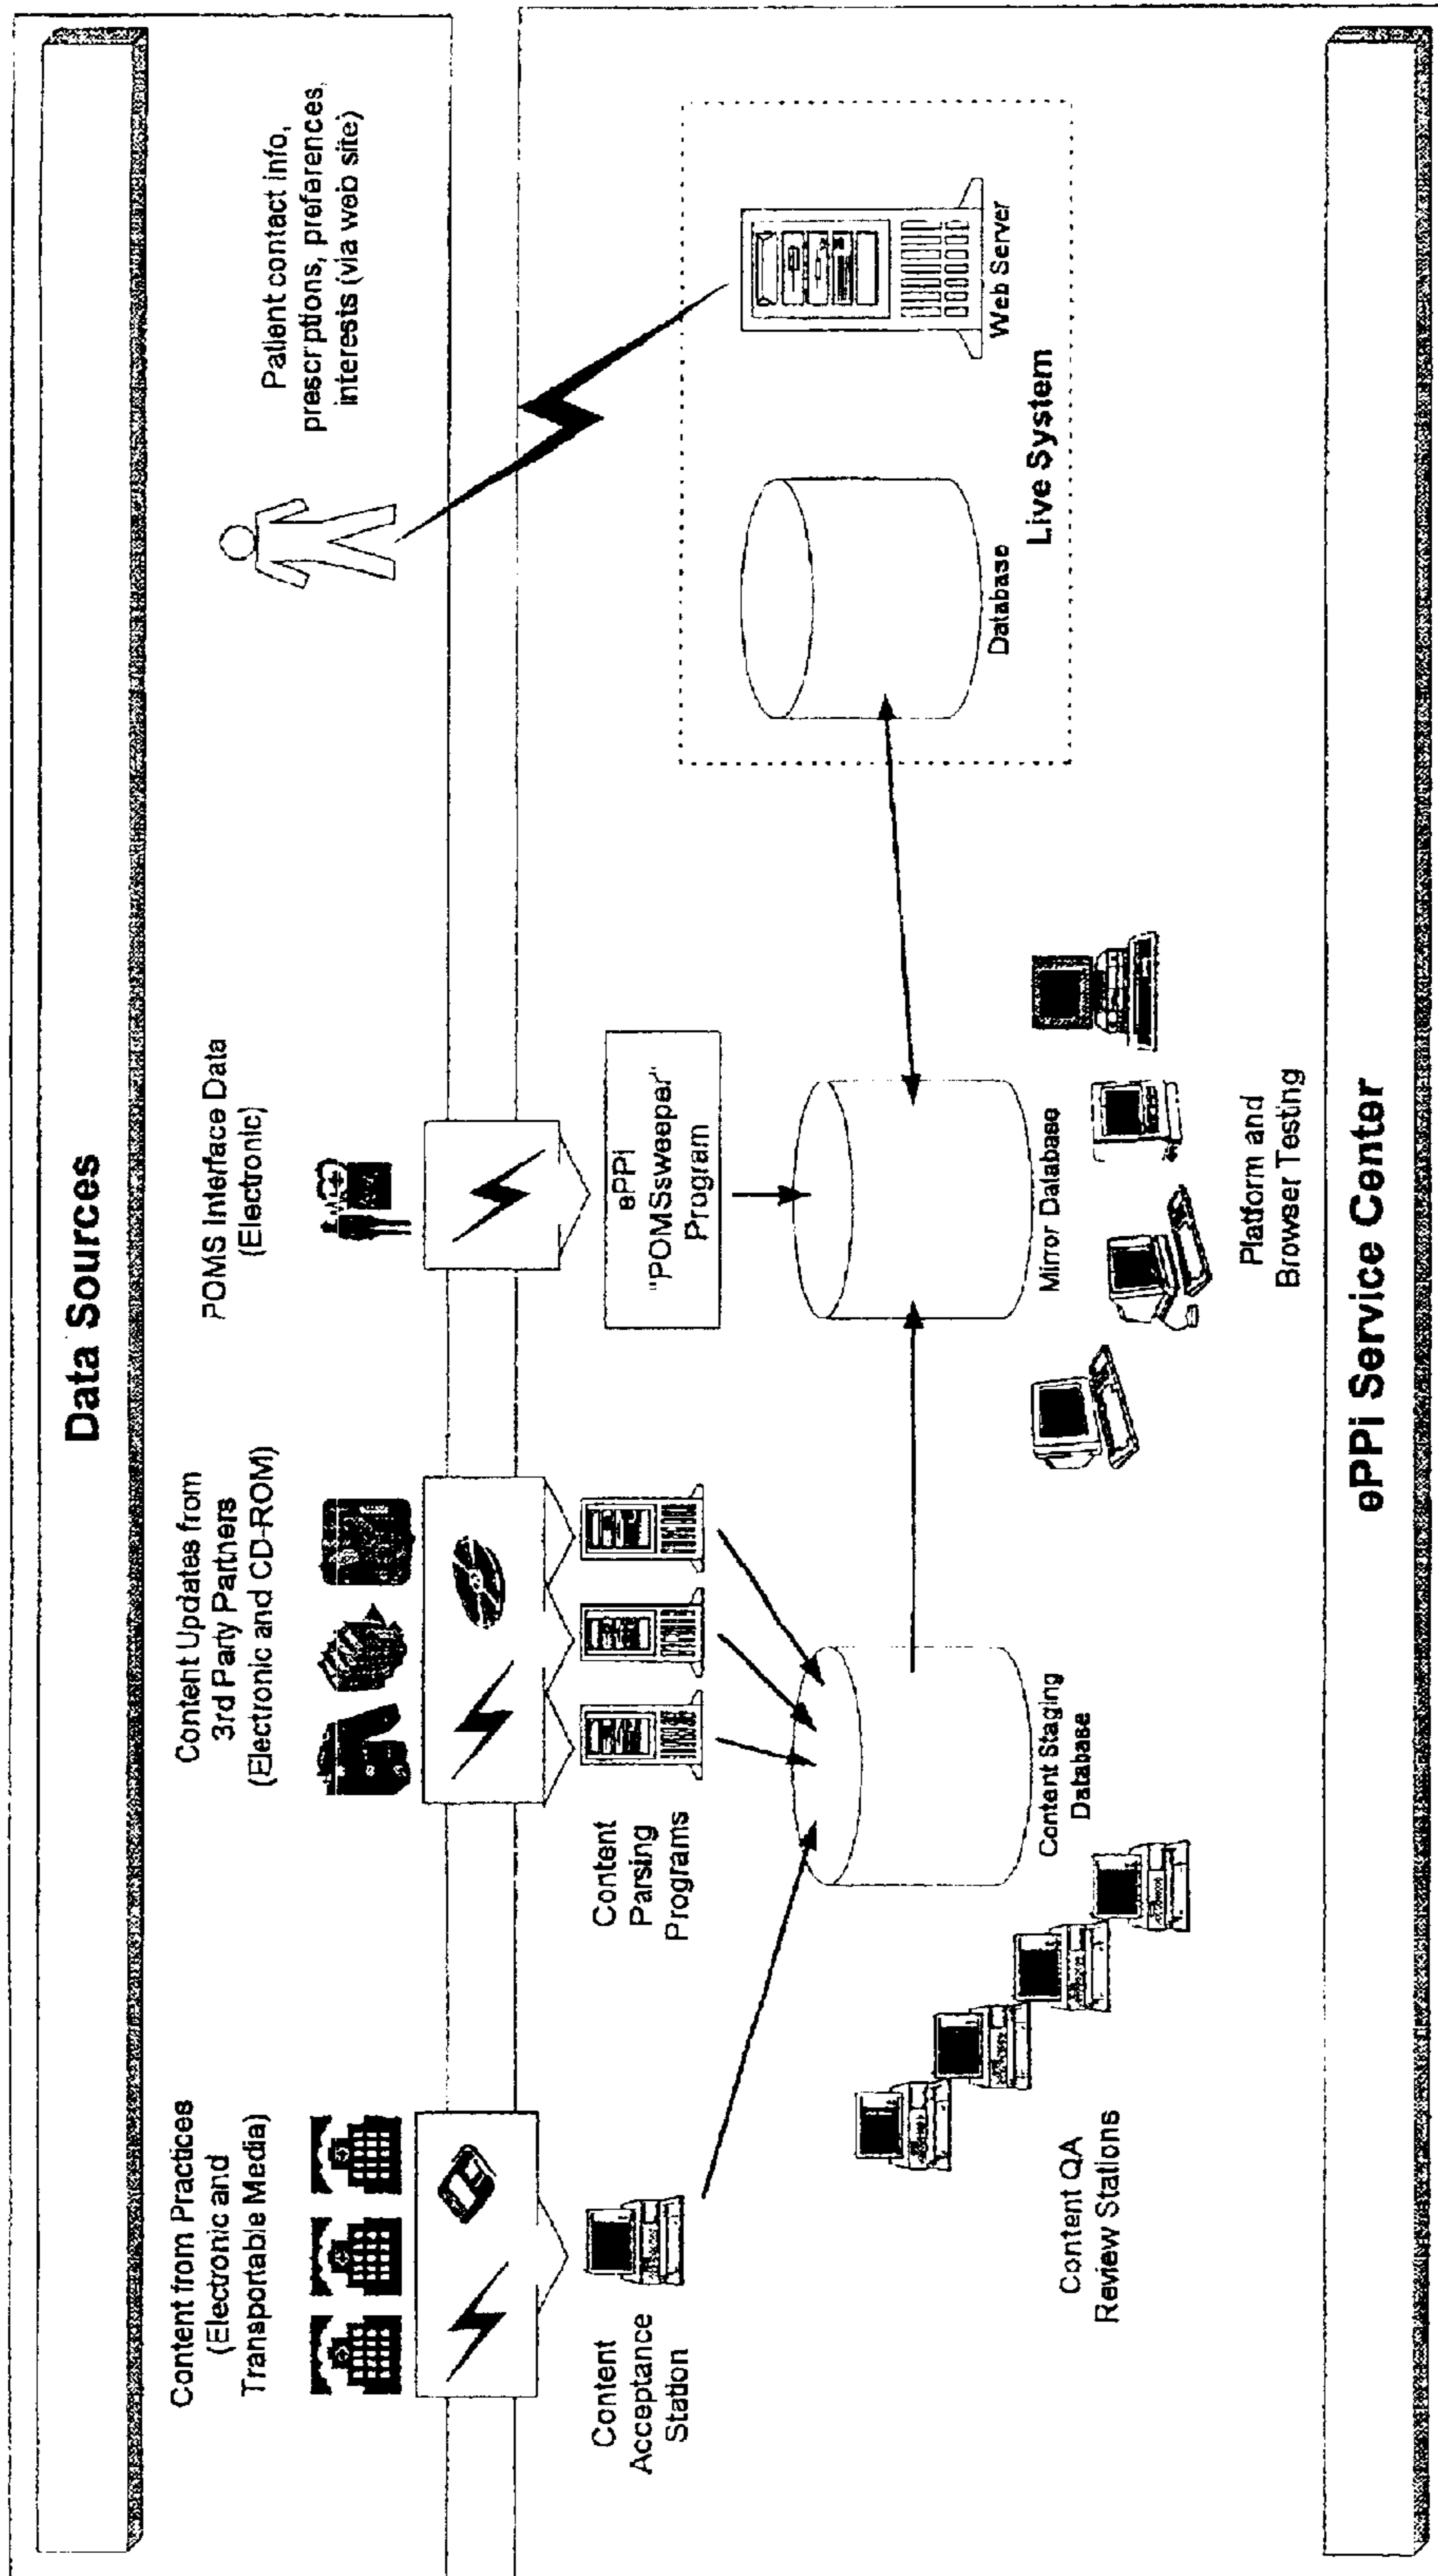 Data Sources
Content from Practices
(Electronic and
Transportable Media)
Content Updates from
3rd Party Partners
(Electronic and CD-ROM)
POMS Interface Data
(Electronic)
Patient contact info,
prescriptions, preferences,
interests (via web site)
Content
Acceptance
Station
Content
Parsing
Programs
ePPi
"POMSsweeper"
Program
Content Staging
Database
Mirror Database
Database
Web Server
Live System
Content QA
Review Stations
Platform and
Browser Testing
ePPi Service Center